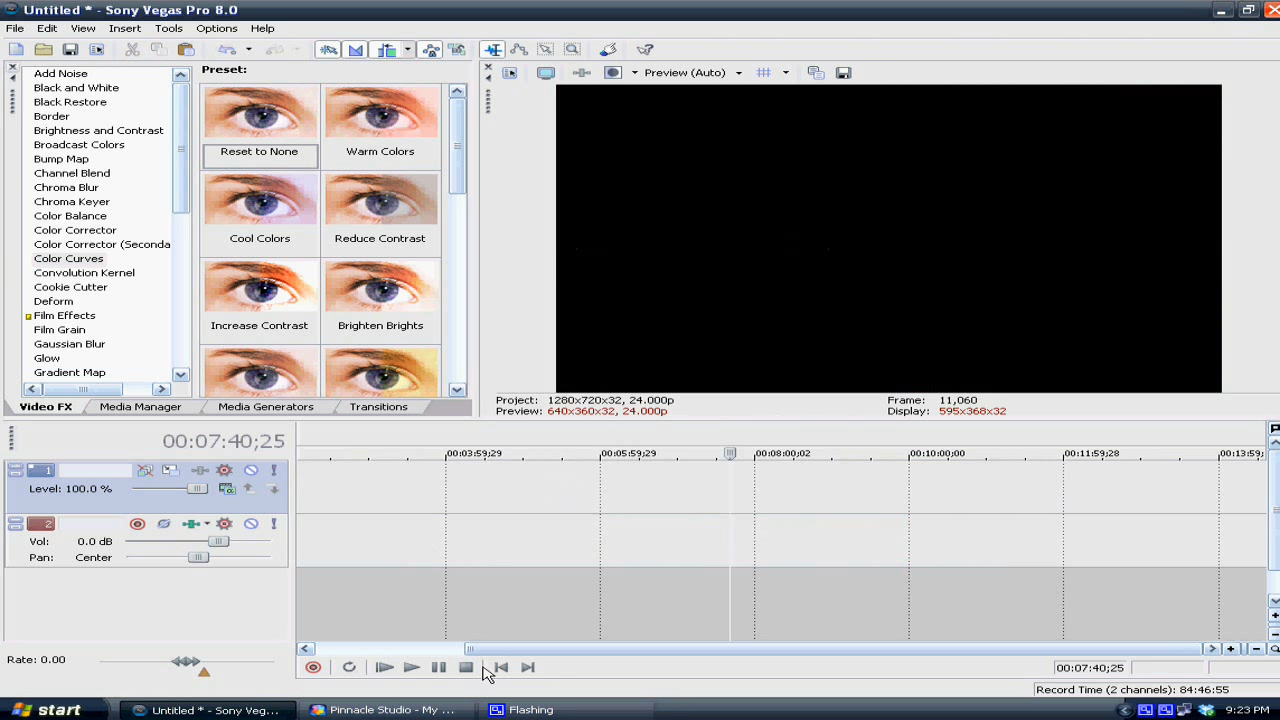 Untitled * - Sony Vegas Pro 8.0
File Edit View Insert Tools Options Help
Add Noise
Black and White
Black Restore
Border
Brightness and Contrast
Broadcast Colors
Bump Map
Channel Blend
Chroma Blur
Chroma Keyer
Color Balance
Color Corrector
Color Corrector (Seconda
Color Curves
Convolution Kernel
Cookie Cutter
Deform
Film Effects
Film Grain
Gaussian Blur
Glow
Gradient Map
Preset:
Reset to None Warm Colors
Cool Colors Reduce Contrast
Increase Contrast Brighten Brights
Video FX Media Manager Media Generators Transitions
Preview (Auto)
Project: 1280x720x32, 24.000p Frame: 11,060
Preview: 640x360x32, 24.000p Display: 595x368x32
00:07:40;25
00:03:59;29 00:05:59;29 00:08:00;02 00:10:00;00 00:11:59;28 00:13:59;
1
Level: 100.0 %
2
Vol: 0.0 dB
Pan: Center
Rate: 0.00
00:07:40;25
Record Time (2 channels): 84:46:55
start Untitled * - Sony Veg... Pinnacle Studio - My ... Flashing 9:23 PM